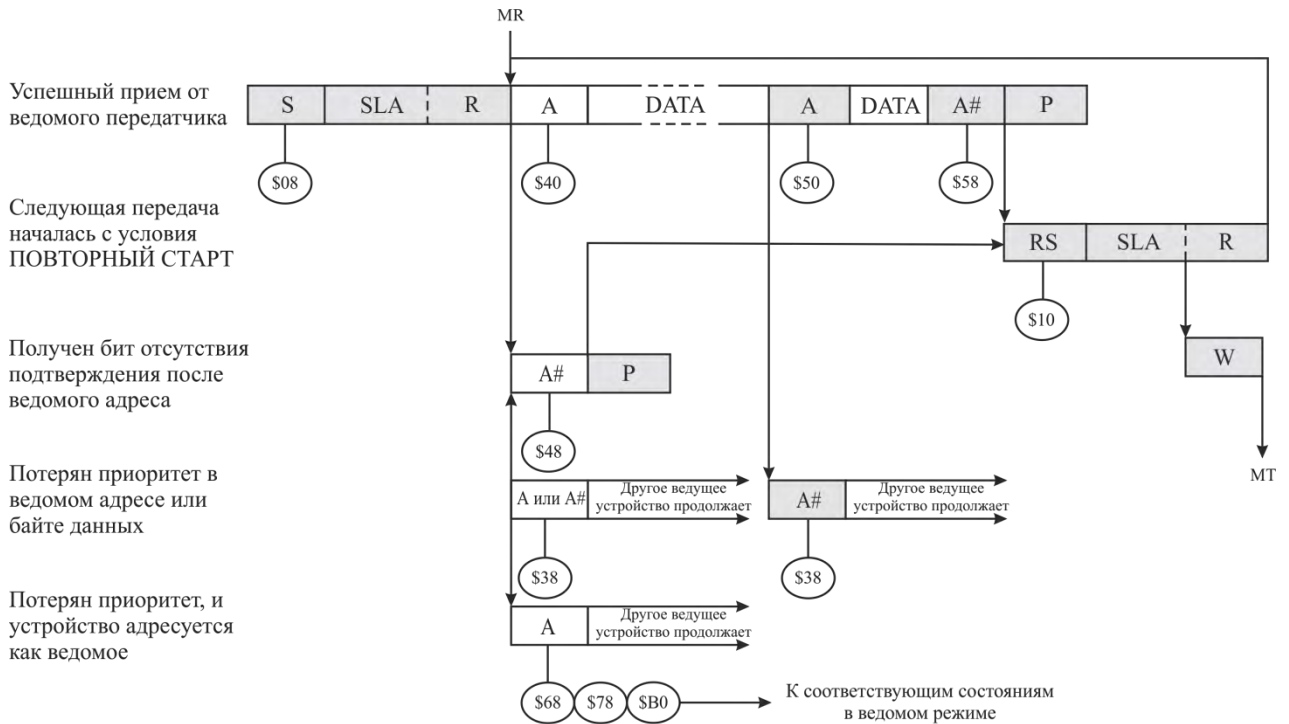 MR
Успешный прием от
ведомого передатчика
S SLA R A DATA A DATA A# P
$08 $40 $50 $58
Следующая передача
началась с условия
ПОВТОРНЫЙ СТАРТ
RS SLA R
$10
Получен бит отсутствия
подтверждения после
ведомого адреса
A# P
W
$48
MT
Потерян приоритет в
ведомом адресе или
байте данных
А или А#
Другое ведущее
устройство продолжает
A#
Другое ведущее
устройство продолжает
$38 $38
Потерян приоритет, и
устройство адресуется
как ведомое
A
Другое ведущее
устройство продолжает
$68 $78 $B0
К соответствующим состояниям
в ведомом режиме